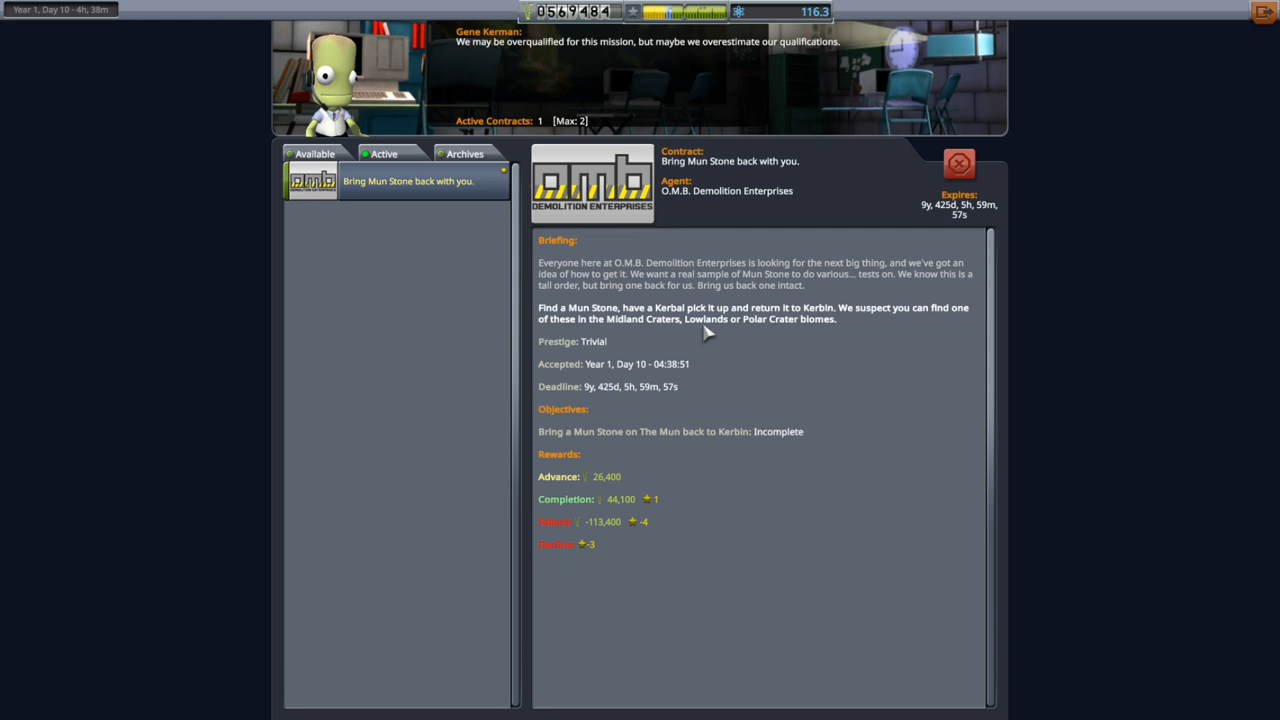 Year 1, Day 10 - 4h, 38m
0569484
116.3
Gene Kerman:
We may be overqualified for this mission, but maybe we overestimate our qualifications.
Active Contracts: 1 [Max: 2]
Available
Active
Archives
Bring Mun Stone back with you.
omb
DEMOLITION ENTERPRISES
Contract:
Bring Mun Stone back with you.
Agent:
O.M.B. Demolition Enterprises
Expires:
9y, 425d, 5h, 59m,
57s
Briefing:
Everyone here at O.M.B. Demolition Enterprises is looking for the next big thing, and we've got an
idea of how to get it. We want a real sample of Mun Stone to do various... tests on. We know this is a
tall order, but bring one back for us. Bring us back one intact.
Find a Mun Stone, have a Kerbal pick it up and return it to Kerbin. We suspect you can find one
of these in the Midland Craters, Lowlands or Polar Crater biomes.
Prestige: Trivial
Accepted: Year 1, Day 10 - 04:38:51
Deadline: 9y, 425d, 5h, 59m, 57s
Objectives:
Bring a Mun Stone on The Mun back to Kerbin: Incomplete
Rewards:
Advance: 26,400
Completion: 44,100 1
Failure: -113,400 -4
Decline: -3